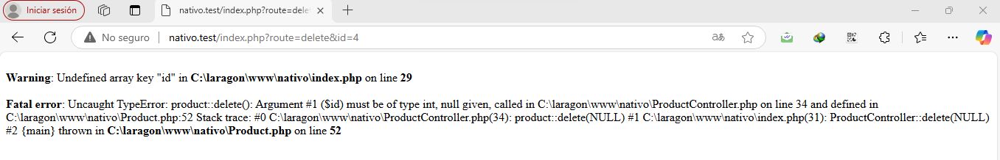 Iniciar sesión
nativo.test/index.php?route=dele
No seguro
nativo.test/index.php?route=delete&id=4
aあ
Warning: Undefined array key "id" in C:\laragon\www\nativo\index.php on line 29
Fatal error: Uncaught TypeError: product::delete(): Argument #1 ($id) must be of type int, null given, called in C:\laragon\www\nativo\ProductController.php on line 34 and defined in
C:\laragon\www\nativo\Product.php:52 Stack trace: #0 C:\laragon\www\nativo\ProductController.php(34): product::delete(NULL) #1 C:\laragon\www\nativo\index.php(31): ProductController::delete(NULL)
#2 {main} thrown in C:\laragon\www\nativo\Product.php on line 52